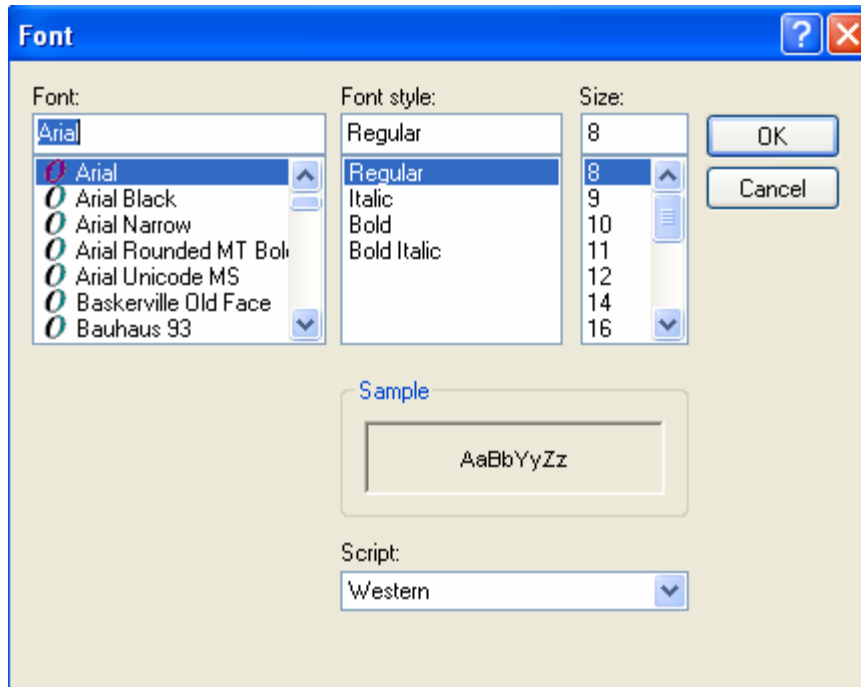 Font
Font:
Font style:
Size:
Arial
Regular
8
OK
Cancel
Arial
Arial Black
Arial Narrow
Arial Rounded MT Bol
Arial Unicode MS
Baskerville Old Face
Bauhaus 93
Regular
Italic
Bold
Bold Italic
8
9
10
11
12
14
16
Sample
AaBbYyZz
Script:
Western